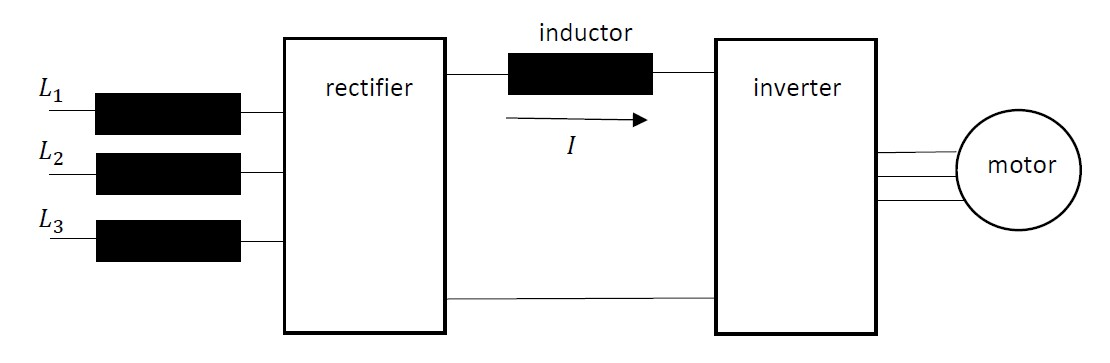 inductor
rectifier
inverter
L₁
L₂
L₃
I
motor